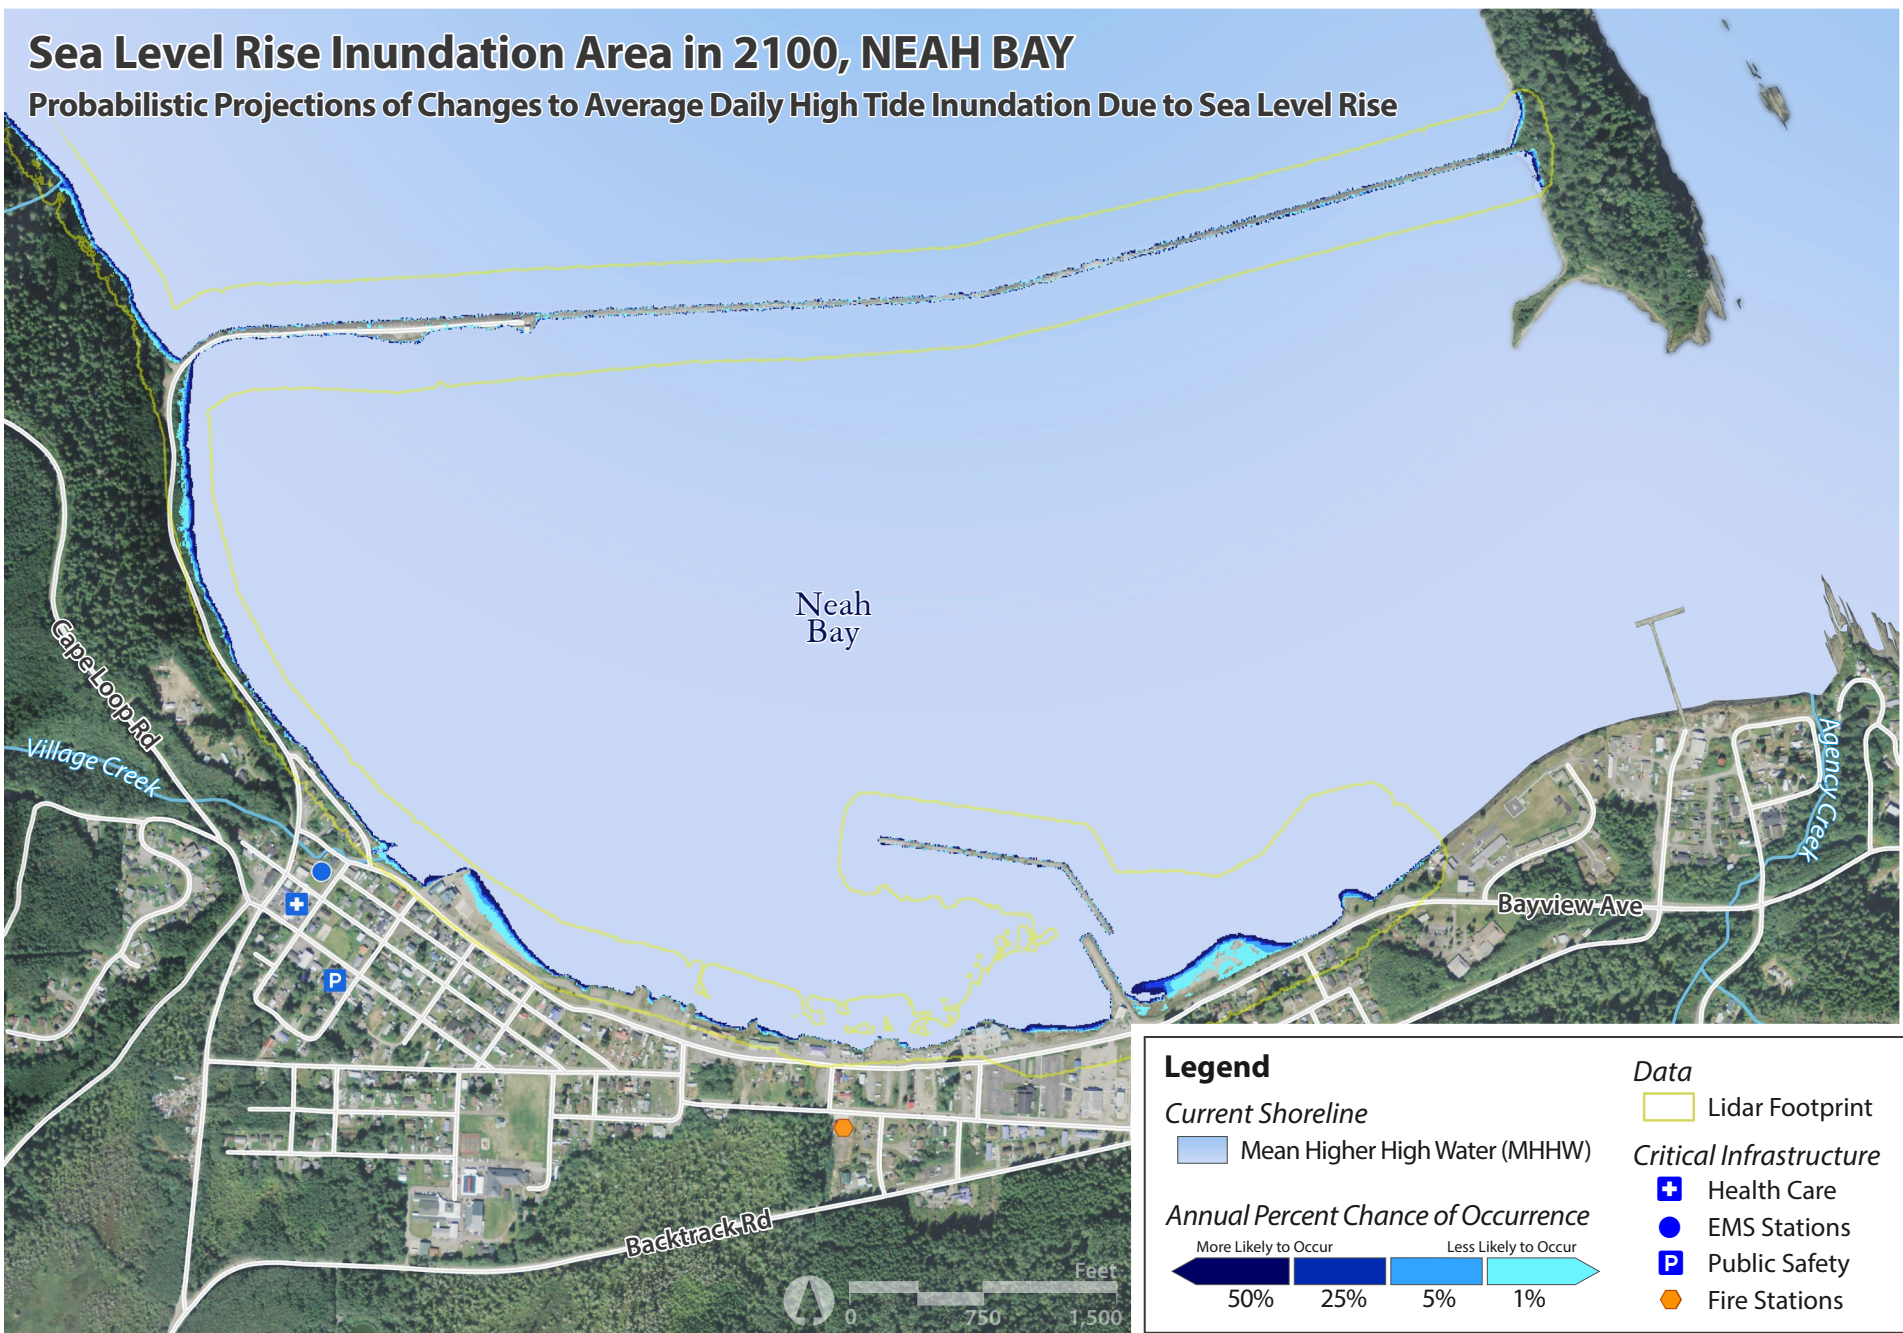 Sea Level Rise Inundation Area in 2100, NEAH BAY
Probabilistic Projections of Changes to Average Daily High Tide Inundation Due to Sea Level Rise
Neah
Bay
Cape Loop Rd
Village Creek
Agency Creek
Bayview Ave
P
Backtrack Rd
Feet
0 750 1,500
Legend
Current Shoreline
Mean Higher High Water (MHHW)
Annual Percent Chance of Occurrence
More Likely to Occur Less Likely to Occur
50% 25% 5% 1%
Data
Lidar Footprint
Critical Infrastructure
Health Care
EMS Stations
P Public Safety
Fire Stations